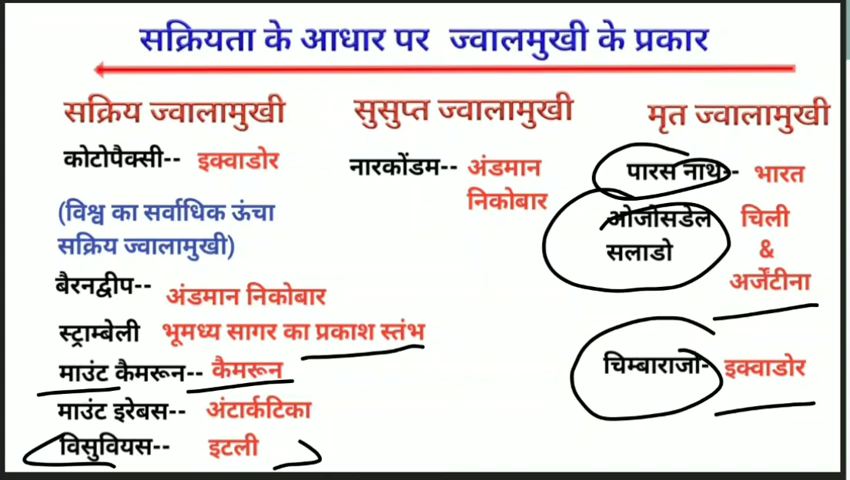 सक्रियता के आधार पर ज्वालमुखी के प्रकार
सक्रिय ज्वालामुखी
कोटोपैक्सी-- इक्वाडोर
(विश्व का सर्वाधिक ऊंचा
सक्रिय ज्वालामुखी)
बैरनद्वीप-- अंडमान निकोबार
स्ट्राम्बेली भूमध्य सागर का प्रकाश स्तंभ
माउंट कैमरून-- कैमरून
माउंट इरेबस-- अंटार्कटिका
विसुवियस-- इटली
सुसुप्त ज्वालामुखी
नारकोंडम-- अंडमान
निकोबार
मृत ज्वालामुखी
पारस नाथ-- भारत
ओजोसडेल चिली
सलाडो &
अर्जेंटीना
चिम्बाराजो- इक्वाडोर